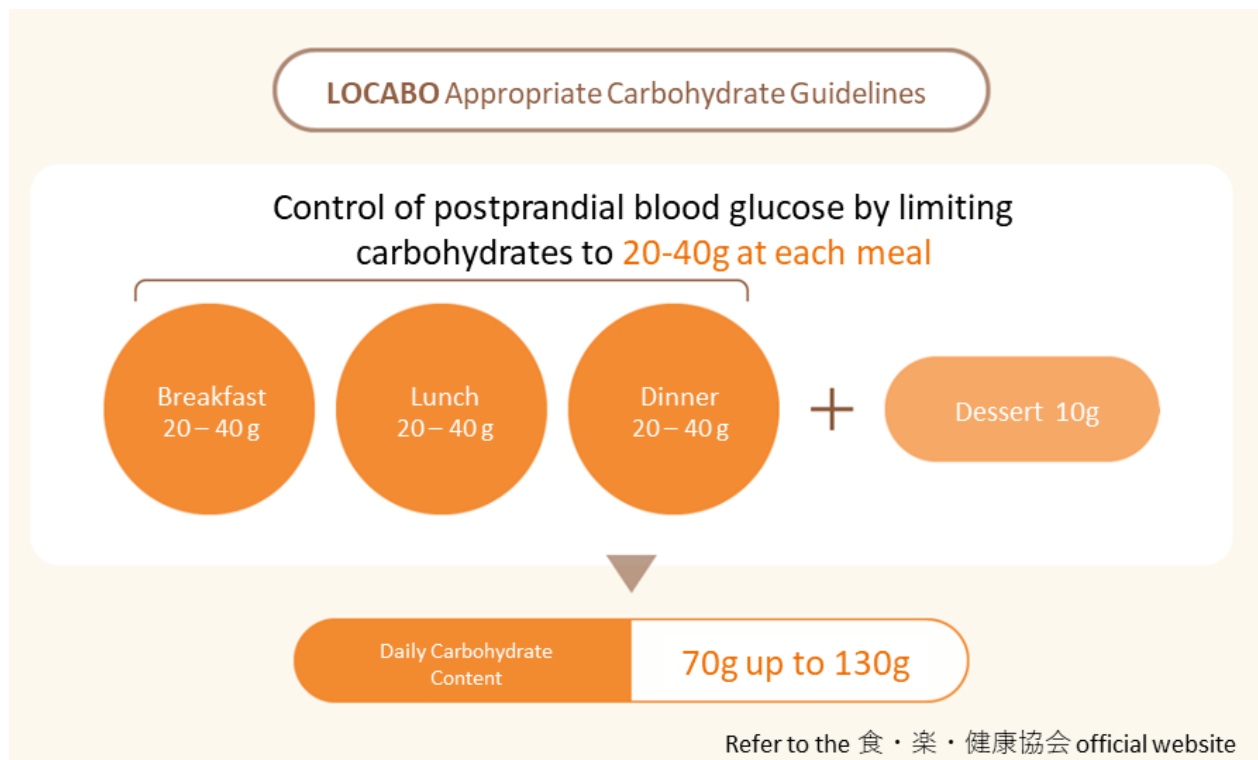 LOCABO Appropriate Carbohydrate Guidelines
Control of postprandial blood glucose by limiting
carbohydrates to 20-40g at each meal
Breakfast
20 – 40 g
Lunch
20 – 40 g
Dinner
20 – 40 g
+
Dessert 10g
Daily Carbohydrate
Content
70g up to 130g
Refer to the 食・楽・健康協会 official website